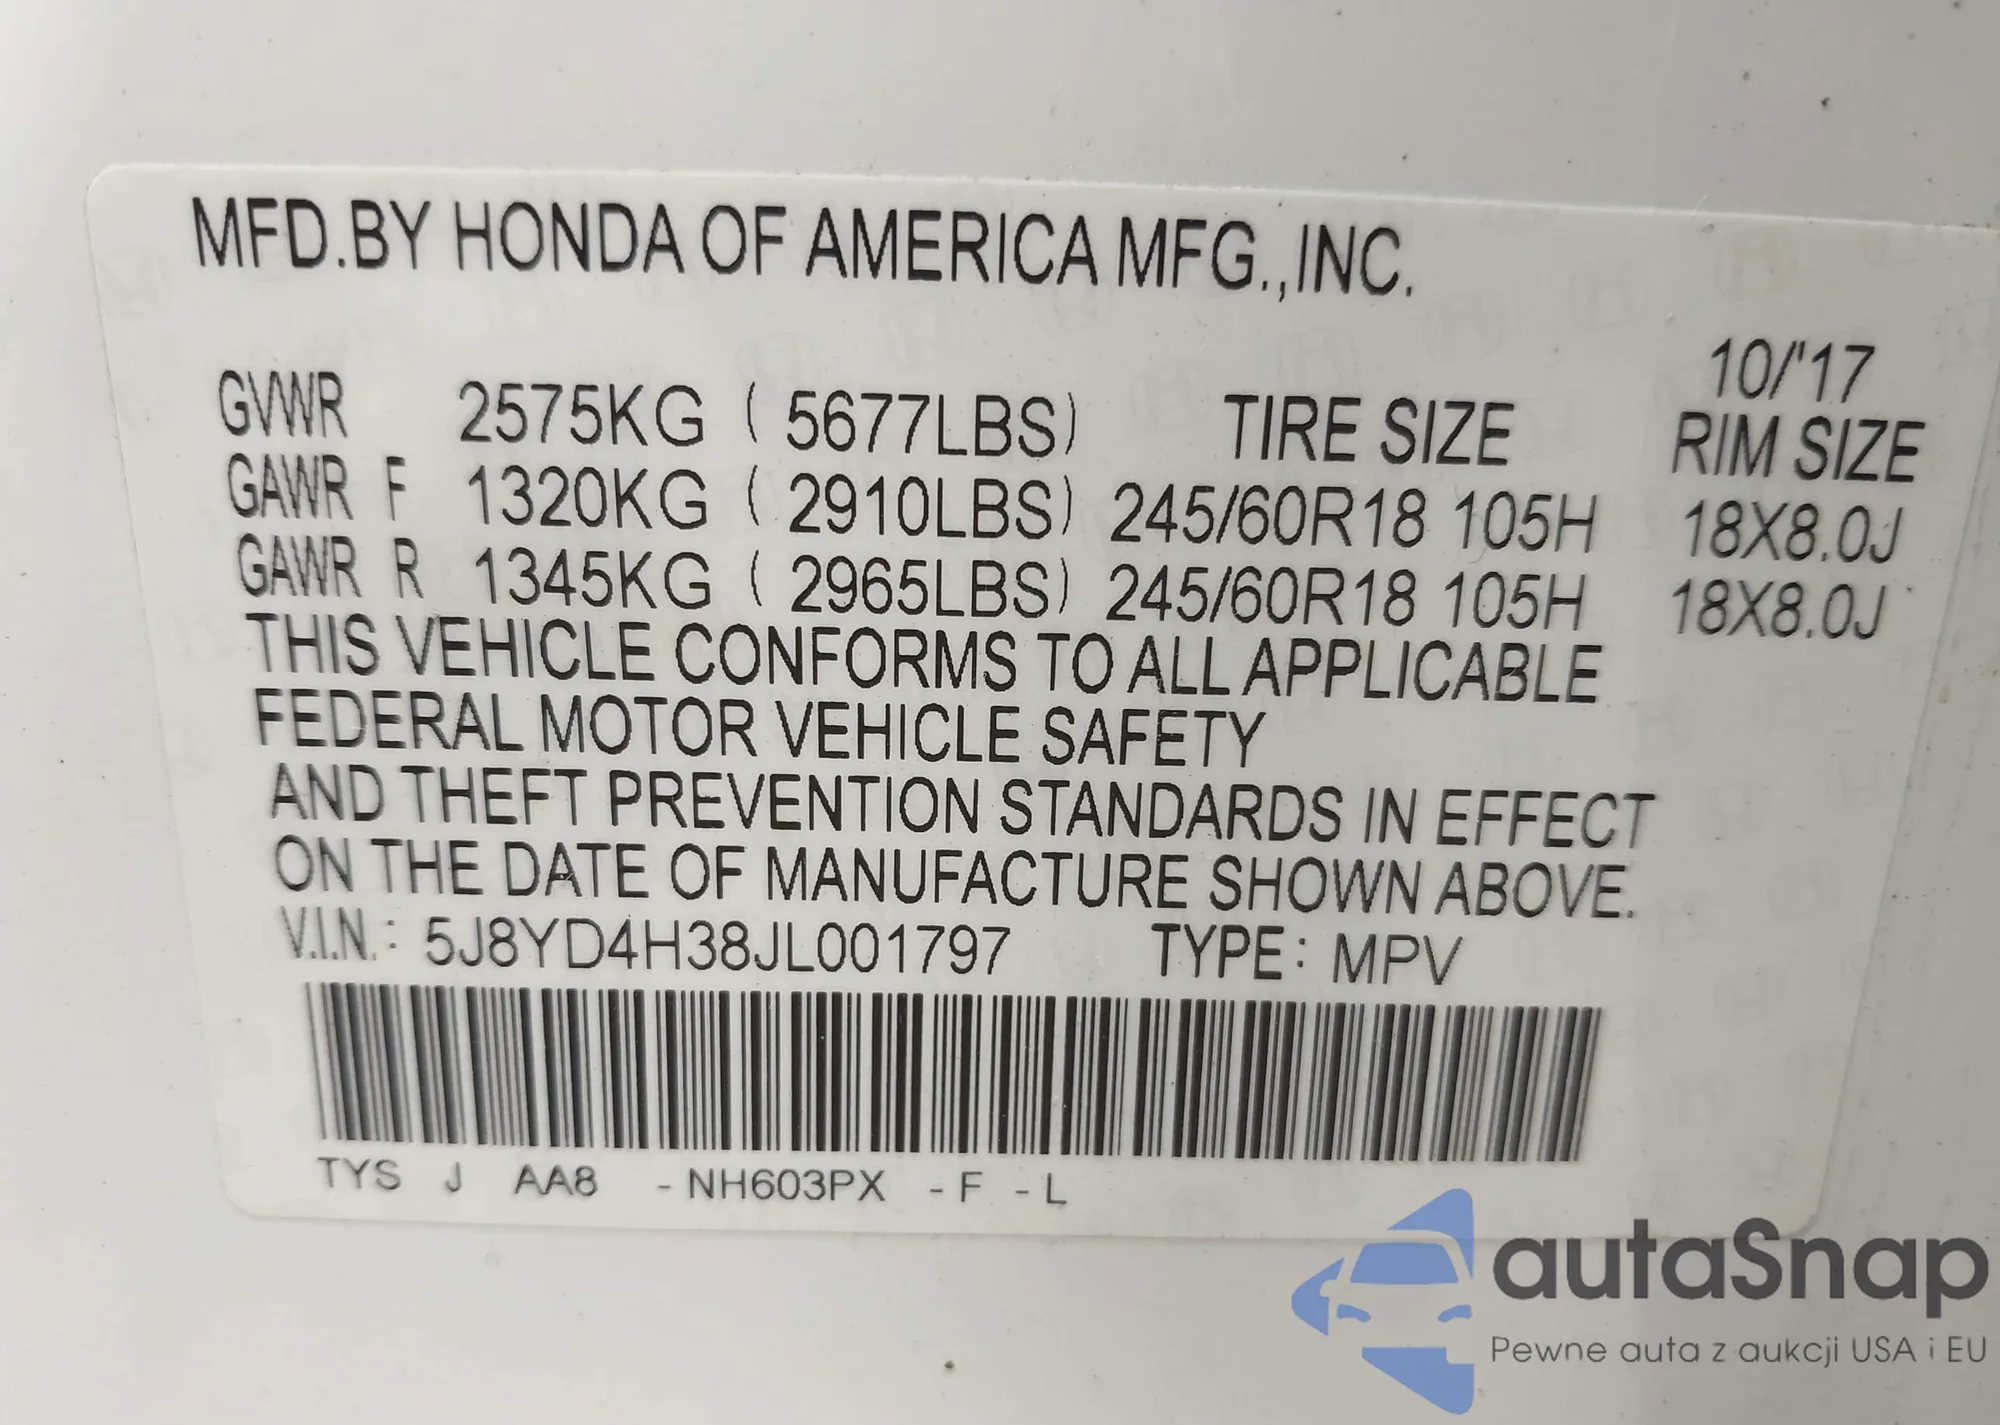 MFD.BY HONDA OF AMERICA MFG.,INC.
10/'17
GVWR 2575KG ( 5677LBS) TIRE SIZE RIM SIZE
GAWR F 1320KG ( 2910LBS) 245/60R18 105H 18X8.0J
GAWR R 1345KG ( 2965LBS) 245/60R18 105H 18X8.0J
THIS VEHICLE CONFORMS TO ALL APPLICABLE
FEDERAL MOTOR VEHICLE SAFETY
AND THEFT PREVENTION STANDARDS IN EFFECT
ON THE DATE OF MANUFACTURE SHOWN ABOVE.
V.I.N.: 5J8YD4H38JL001797 TYPE: MPV
TYS J AA8 - NH603PX - F - L
autaSnap
Pewne auta z aukcji USA i EU